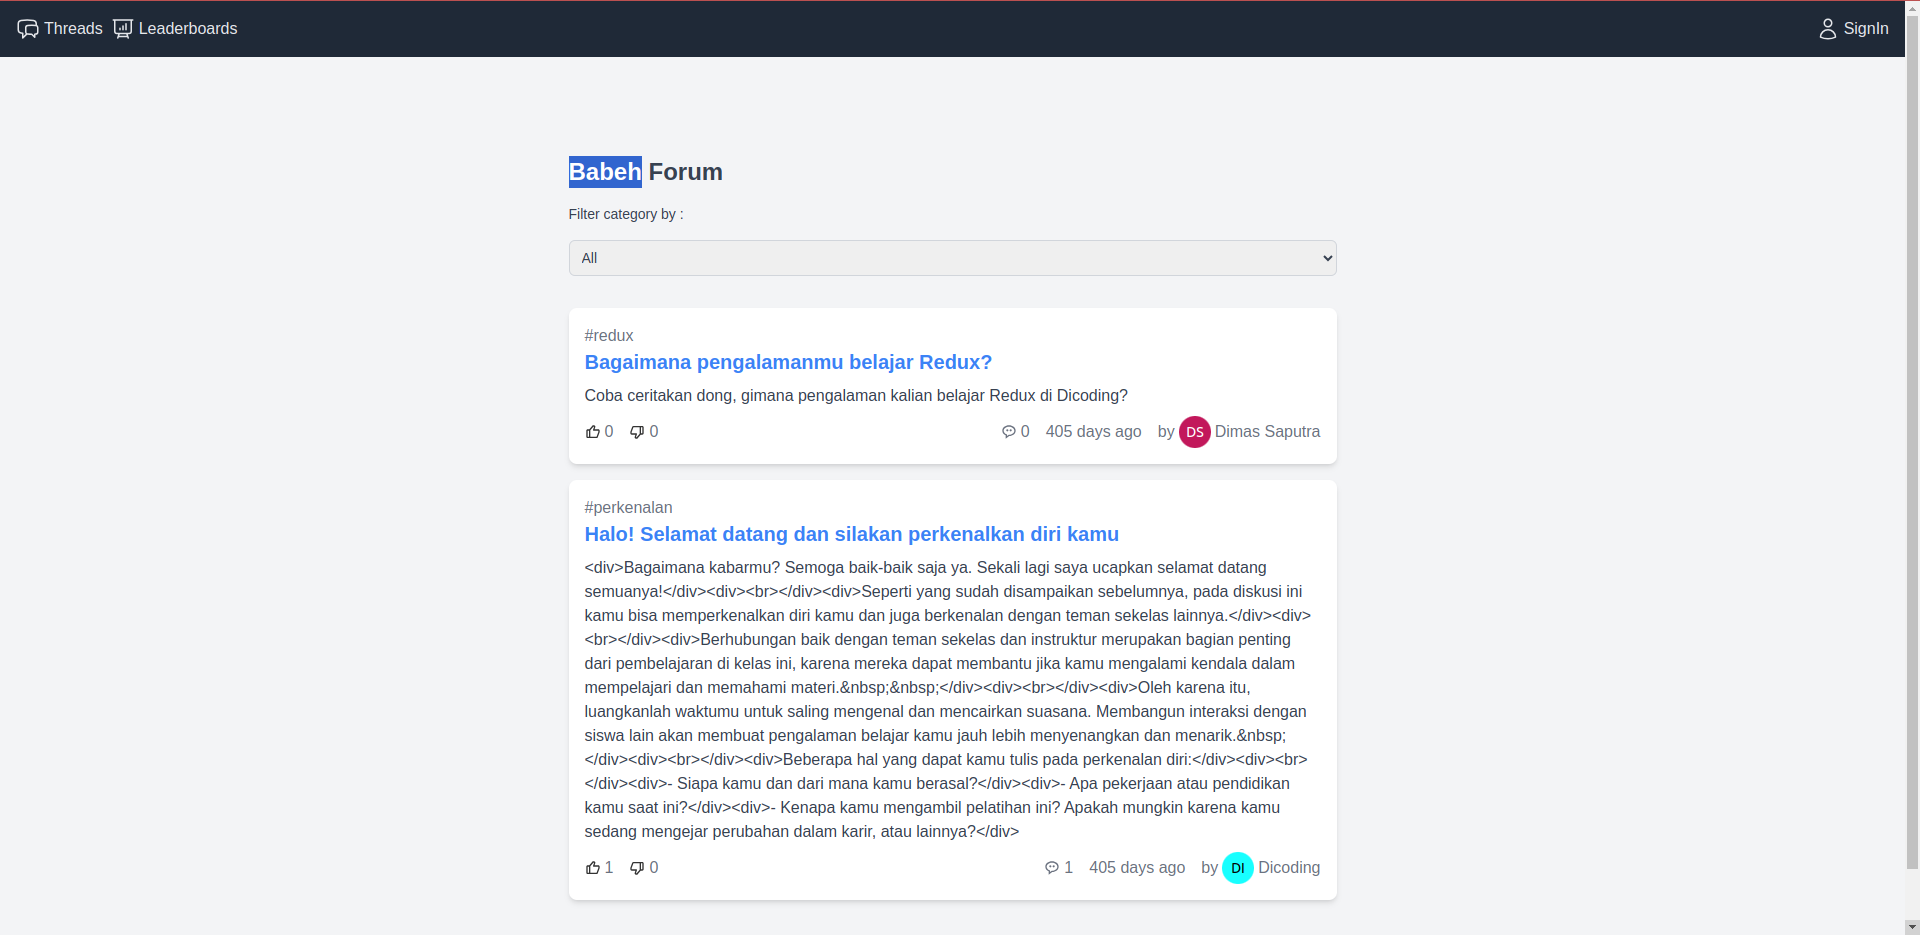 Threads Leaderboards SignIn
Babeh Forum
Filter category by :
All
#redux
Bagaimana pengalamanmu belajar Redux?
Coba ceritakan dong, gimana pengalaman kalian belajar Redux di Dicoding?
0 0 0 405 days ago by DS Dimas Saputra
#perkenalan
Halo! Selamat datang dan silakan perkenalkan diri kamu
<div>Bagaimana kabarmu? Semoga baik-baik saja ya. Sekali lagi saya ucapkan selamat datang
semuanya!</div><div><br></div><div>Seperti yang sudah disampaikan sebelumnya, pada diskusi ini
kamu bisa memperkenalkan diri kamu dan juga berkenalan dengan teman sekelas lainnya.</div><div>
<br></div><div>Berhubungan baik dengan teman sekelas dan instruktur merupakan bagian penting
dari pembelajaran di kelas ini, karena mereka dapat membantu jika kamu mengalami kendala dalam
mempelajari dan memahami materi.&nbsp;&nbsp;</div><div><br></div><div>Oleh karena itu,
luangkanlah waktumu untuk saling mengenal dan mencairkan suasana. Membangun interaksi dengan
siswa lain akan membuat pengalaman belajar kamu jauh lebih menyenangkan dan menarik.&nbsp;
</div><div><br></div><div>Beberapa hal yang dapat kamu tulis pada perkenalan diri:</div><div><br>
</div><div>- Siapa kamu dan dari mana kamu berasal?</div><div>- Apa pekerjaan atau pendidikan
kamu saat ini?</div><div>- Kenapa kamu mengambil pelatihan ini? Apakah mungkin karena kamu
sedang mengejar perubahan dalam karir, atau lainnya?</div>
1 0 1 405 days ago by DI Dicoding